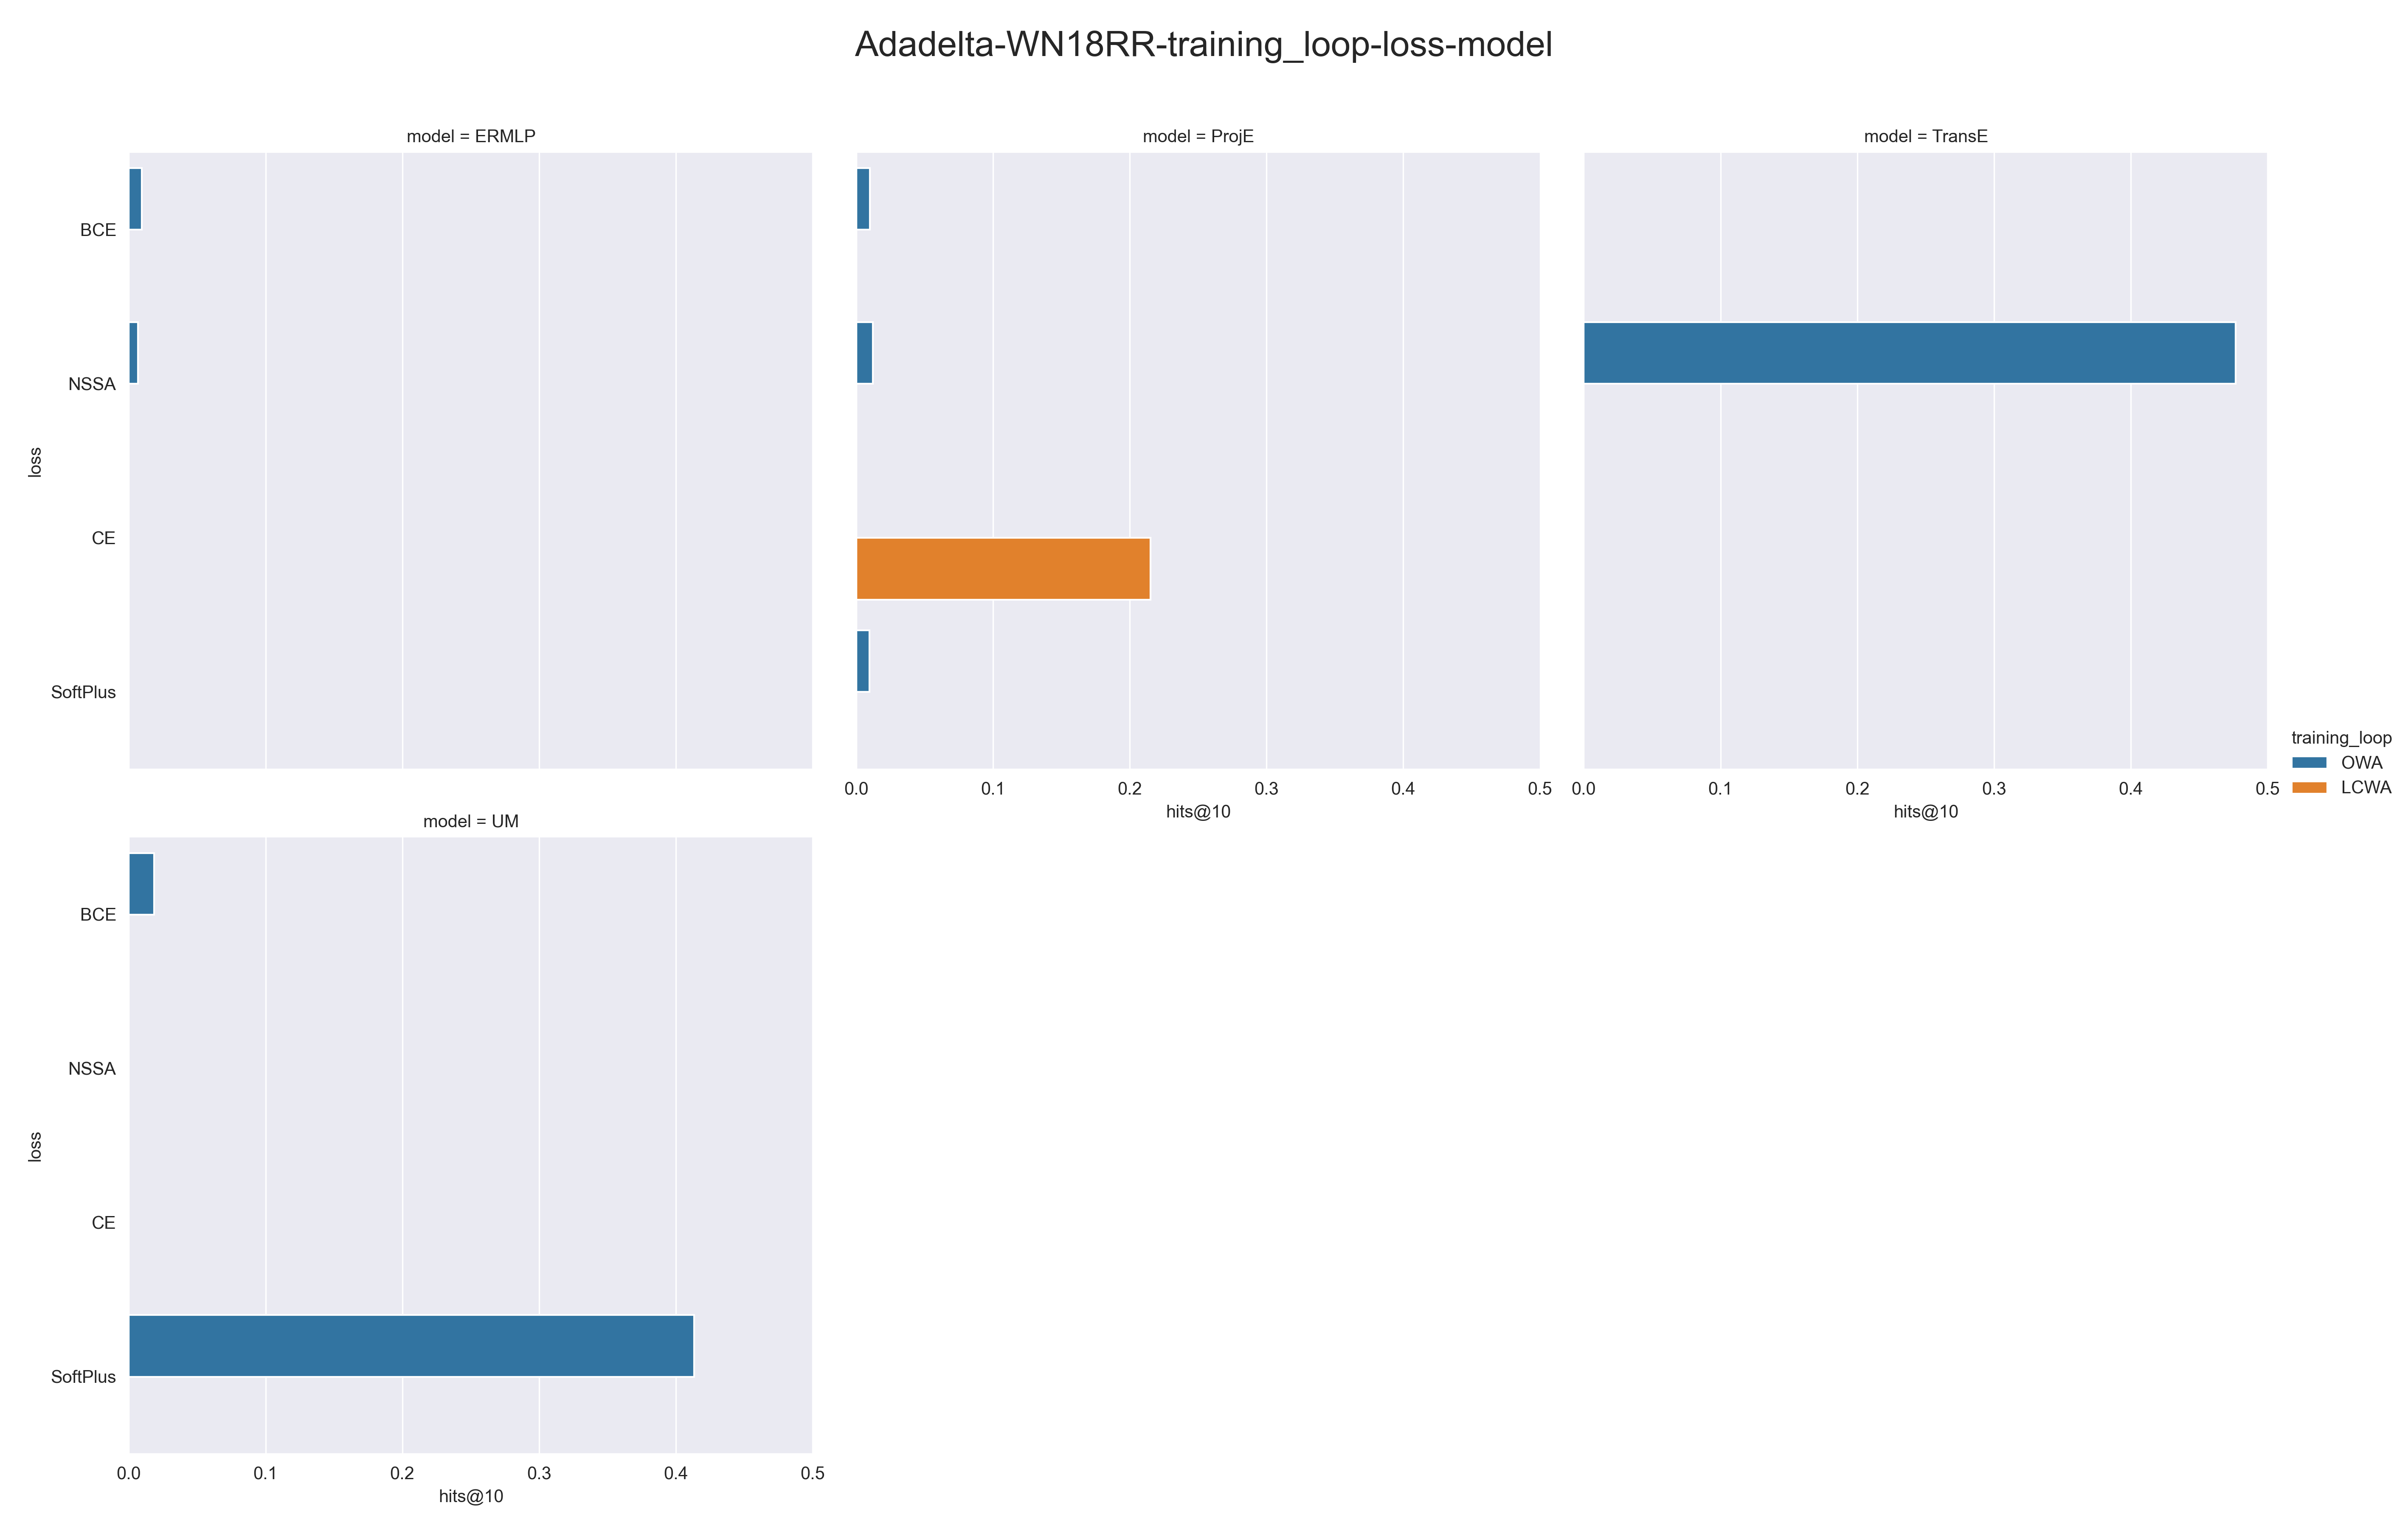 Adadelta-WN18RR-training_loop-loss-model
model = ERMLP
BCE
NSSA
CE
SoftPlus
loss
model = ProjE
0.0 0.1 0.2 0.3 0.4 0.5
hits@10
model = TransE
0.0 0.1 0.2 0.3 0.4 0.5
hits@10
training_loop
OWA
LCWA
model = UM
BCE
NSSA
CE
SoftPlus
loss
0.0 0.1 0.2 0.3 0.4 0.5
hits@10